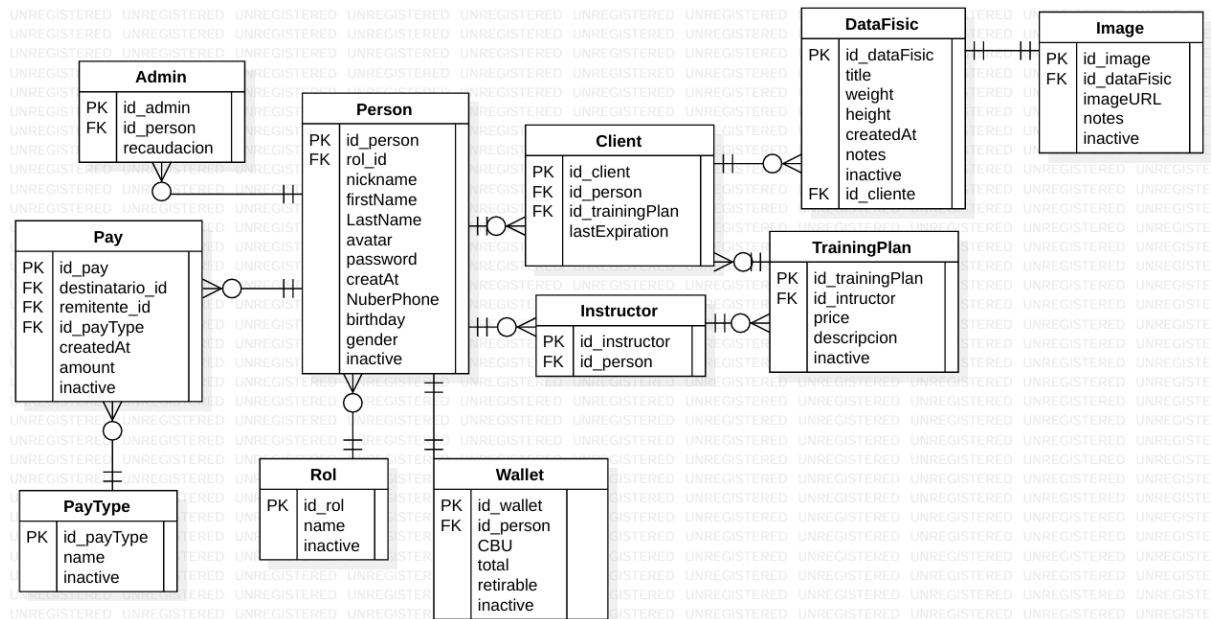 DataFisic
PK id_dataFisic
title
weight
height
createdAt
notes
inactive
FK id_cliente
Image
PK id_image
FK id_dataFisic
imageURL
notes
inactive
Admin
PK id_admin
FK id_person
recaudacion
Person
PK id_person
FK rol_id
nickname
firstName
LastName
avatar
password
creatAt
NuberPhone
birthday
gender
inactive
Client
PK id_client
FK id_person
FK id_trainingPlan
lastExpiration
Pay
PK id_pay
FK destinatario_id
FK remitente_id
FK id_payType
createdAt
amount
inactive
TrainingPlan
PK id_trainingPlan
FK id_intructor
price
descripcion
inactive
Instructor
PK id_instructor
FK id_person
PayType
PK id_payType
name
inactive
Rol
PK id_rol
name
inactive
Wallet
PK id_wallet
FK id_person
CBU
total
retirable
inactive
UNREGISTERED